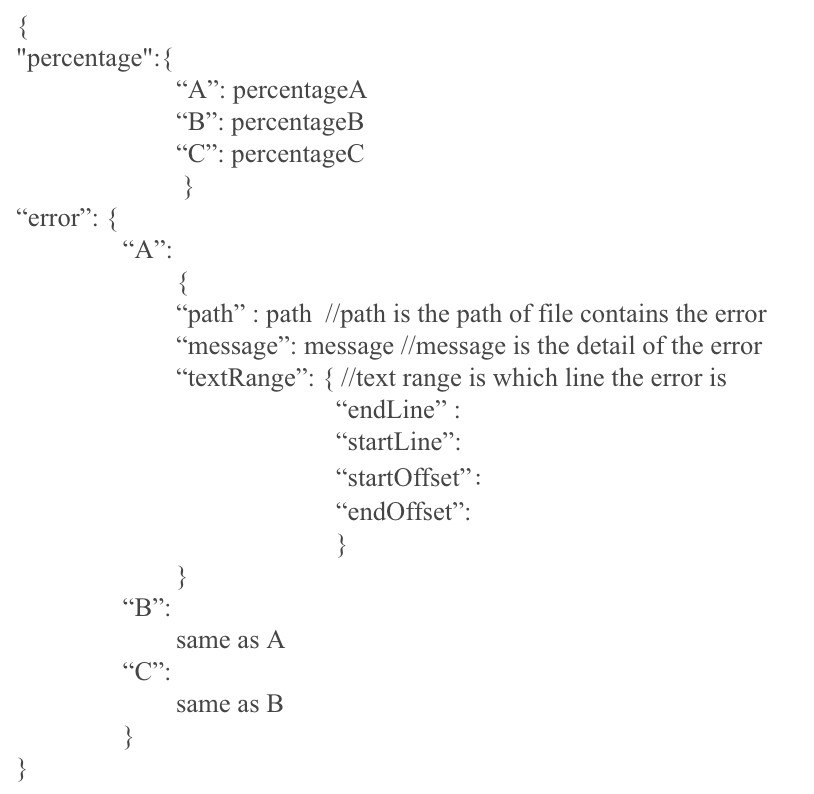 {
"percentage":{
“A”: percentageA
“B”: percentageB
“C”: percentageC
}
“error”: {
“A”:
{
“path” : path //path is the path of file contains the error
“message”: message //message is the detail of the error
“textRange”: { //text range is which line the error is
“endLine” :
“startLine”:
“startOffset”:
“endOffset”:
}
}
“B”:
same as A
“C”:
same as B
}
}